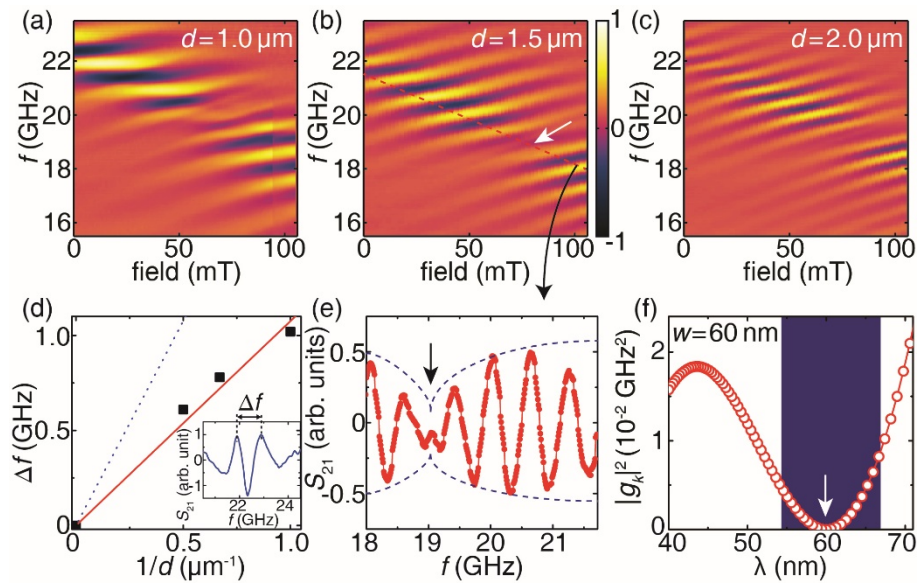 (a)
d = 1.0 μm
f (GHz)
22
20
18
16
0
50
100
field (mT)
(b)
d = 1.5 μm
f (GHz)
22
20
18
16
0
50
100
field (mT)
1
0
-1
(c)
d = 2.0 μm
f (GHz)
22
20
18
16
0
50
100
field (mT)
(d)
Δf (GHz)
1.0
0.5
0
0
0.5
1.0
1/d (μm⁻¹)
Δf
S₂₁ (arb. unit)
1
0
-1
22
24
f (GHz)
(e)
S₂₁ (arb. units)
0.5
0
-0.5
18
19
20
21
f (GHz)
(f)
w = 60 nm
|gₖ|² (10⁻² GHz²)
2
1
0
40
50
60
70
λ (nm)